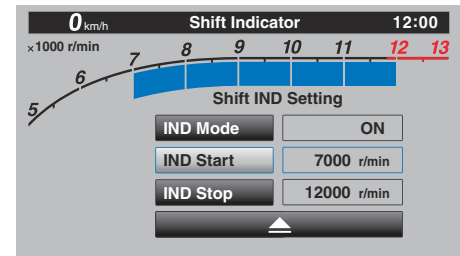 0 km/h Shift Indicator 12:00
×1000 r/min
5 6 7 8 9 10 11 12 13
Shift IND Setting
IND Mode ON
IND Start 7000 r/min
IND Stop 12000 r/min